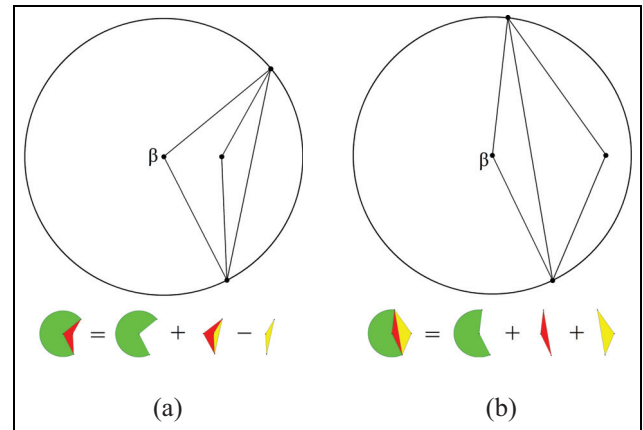 β β
= + − = + +
(a) (b)